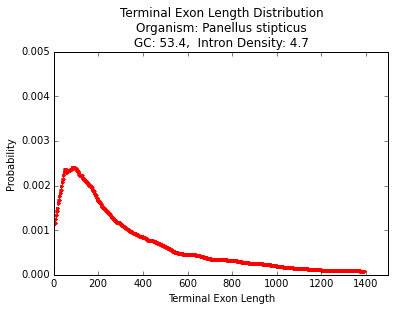 Terminal Exon Length Distribution
Organism: Panellus stipticus
GC: 53.4,  Intron Density: 4.7
0.005
0.004
0.003
0.002
0.001
0.000
Probability
0
200
400
600
800
1000
1200
1400
Terminal Exon Length